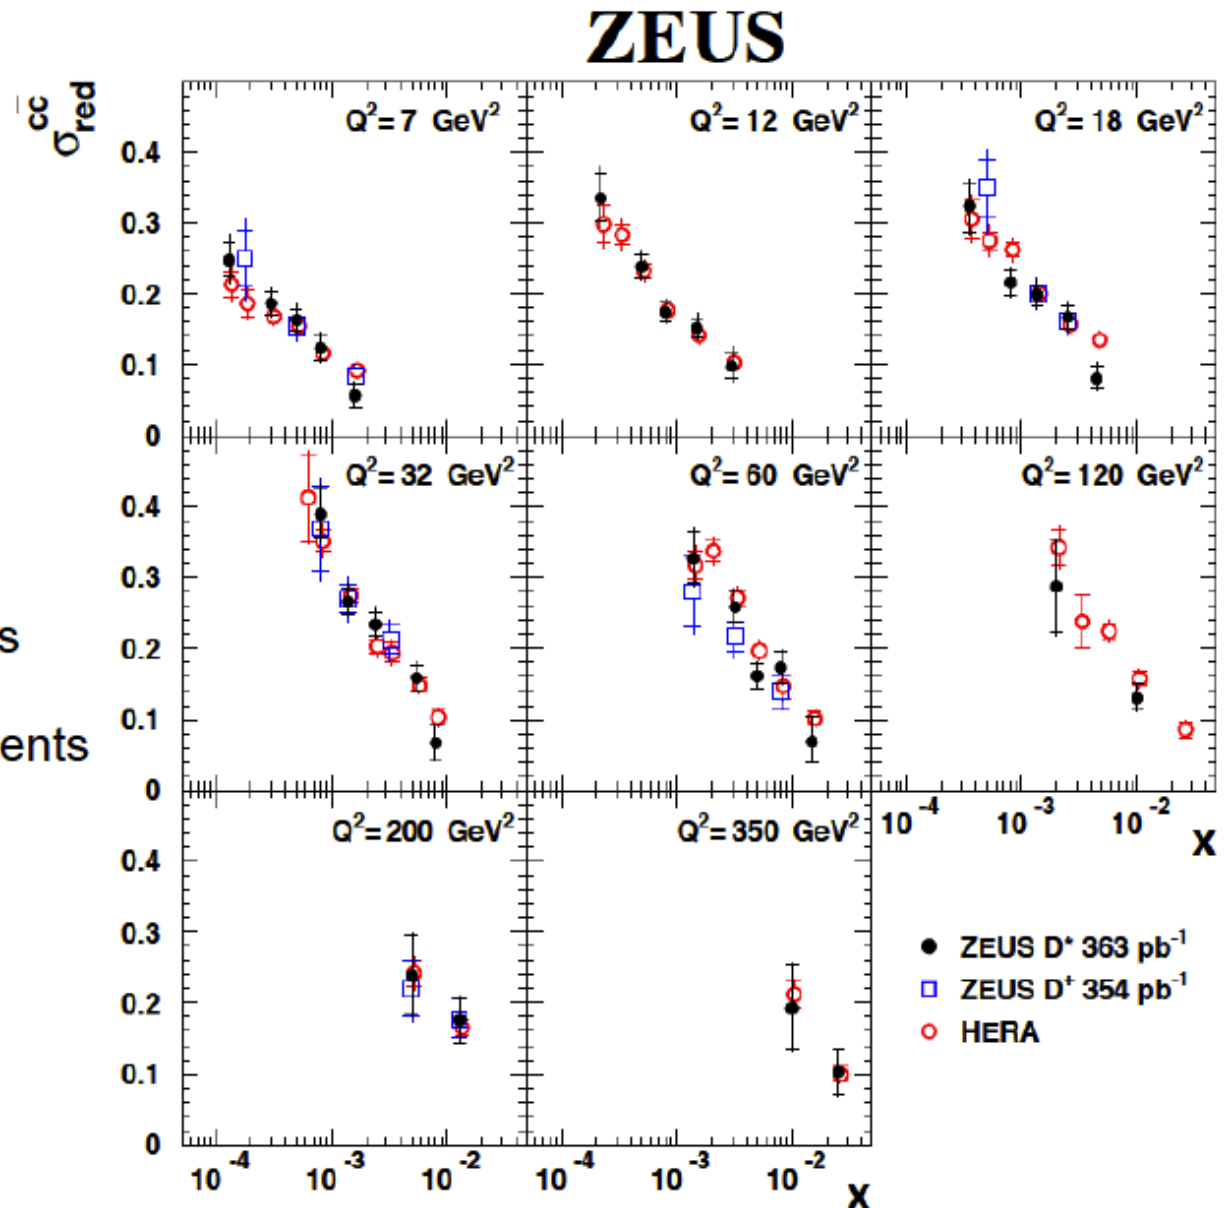 ZEUS
σ_red^cc̄
Q²= 7 GeV²
Q²= 12 GeV²
Q²= 18 GeV²
0.4
0.3
0.2
0.1
0
Q²= 32 GeV²
Q²= 60 GeV²
Q²= 120 GeV²
0.4
0.3
0.2
0.1
0
s
ents
10⁻⁴ 10⁻³ 10⁻²
x
Q²= 200 GeV²
Q²= 350 GeV²
0.4
0.3
0.2
0.1
0
ZEUS D* 363 pb⁻¹
ZEUS D⁺ 354 pb⁻¹
HERA
10⁻⁴ 10⁻³ 10⁻² 10⁻⁴ 10⁻³ 10⁻²
x